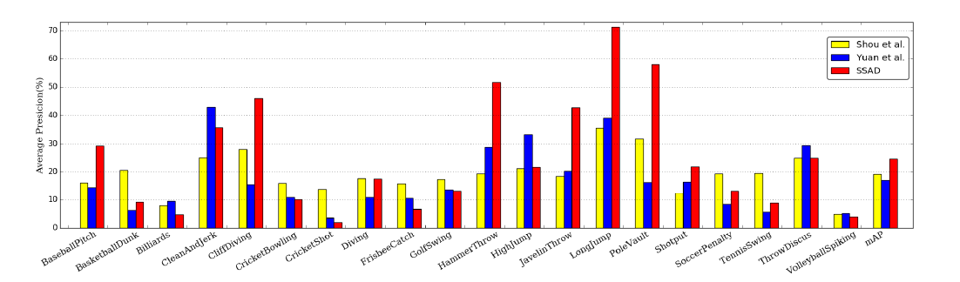 70
60
50
40
30
20
10
0
Average Presicion(%)
Shou et al.
Yuan et al.
SSAD
BaseballPitch
BasketballDunk
Billiards
CleanAndJerk
CliffDiving
CricketBowling
CricketShot
Diving
FrisbeeCatch
GolfSwing
HammerThrow
HighJump
JavelinThrow
LongJump
PoleVault
Shotput
SoccerPenalty
TennisSwing
ThrowDiscus
VolleyballSpiking
mAP